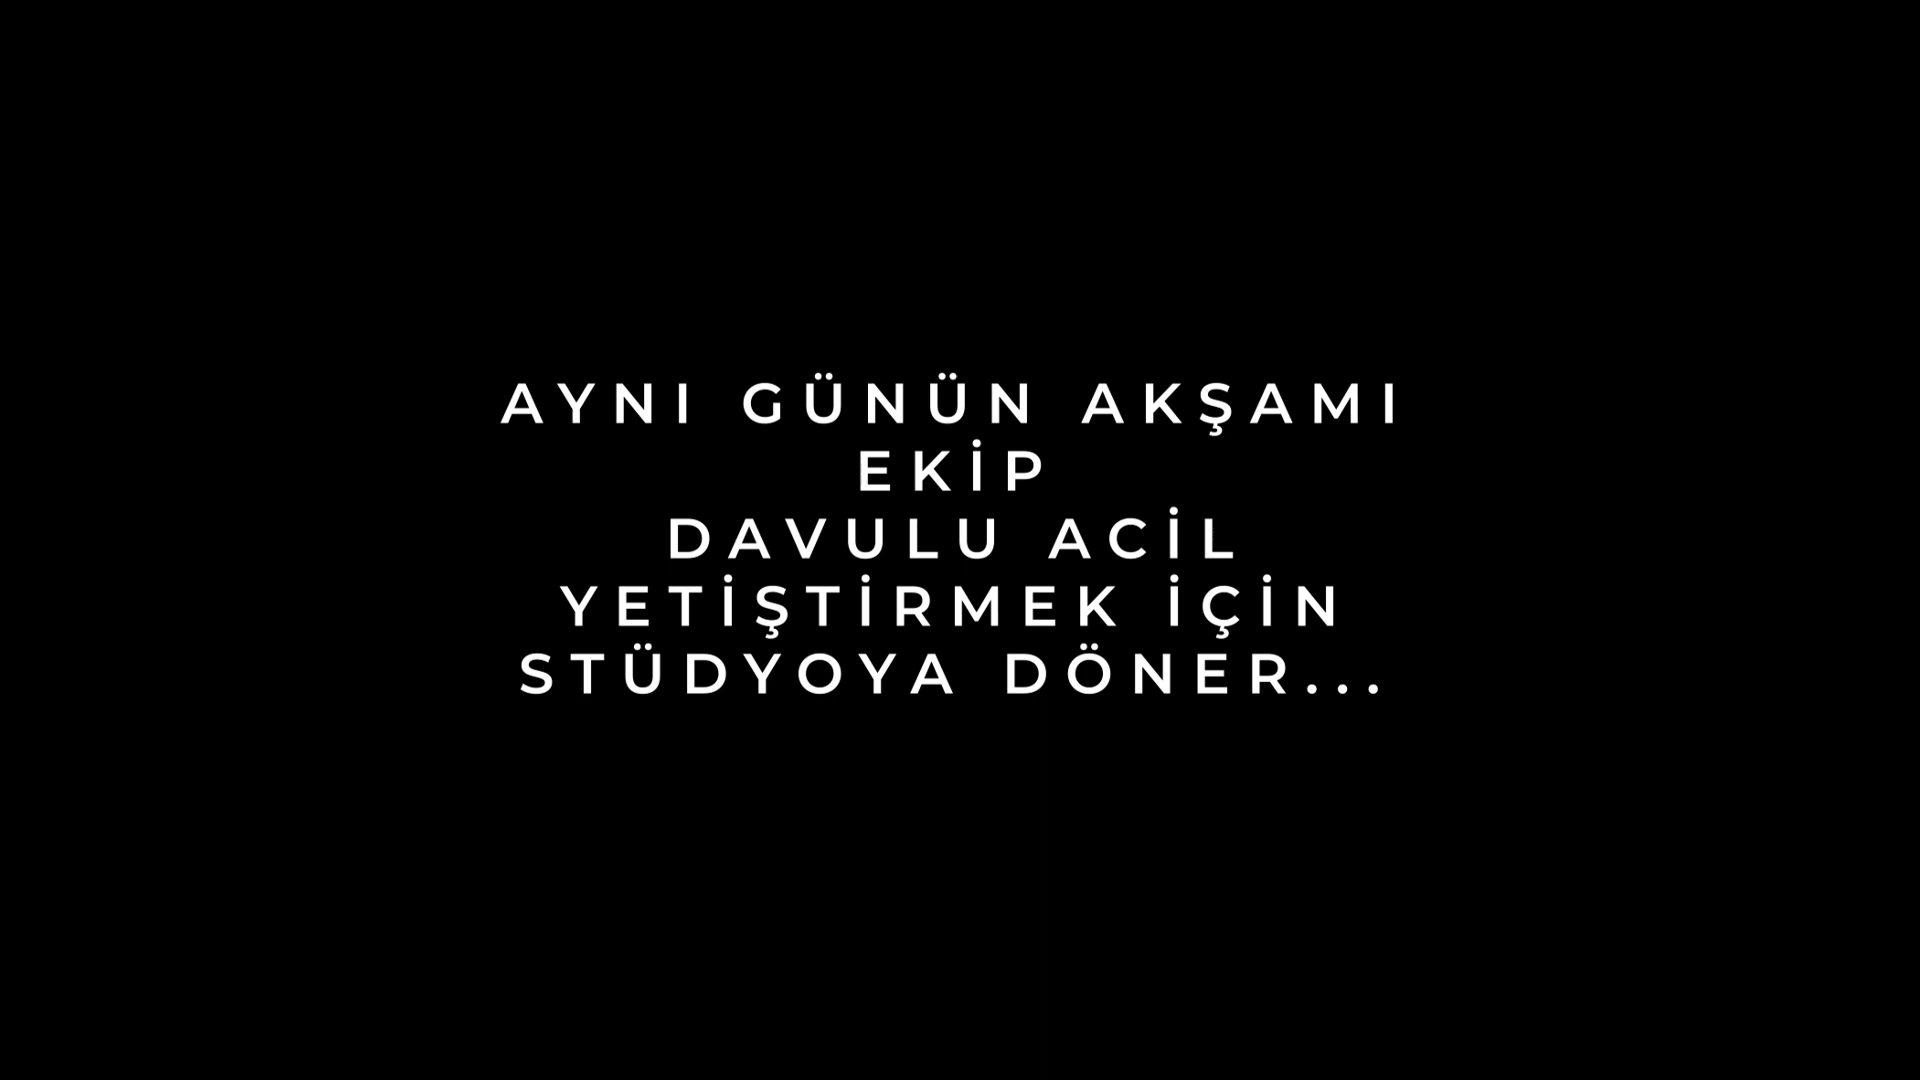 AYNI GÜNÜN AKŞAMI
EKİP
DAVULU ACİL
YETİŞTİRMEK İÇİN
STÜDYOYA DÖNER...